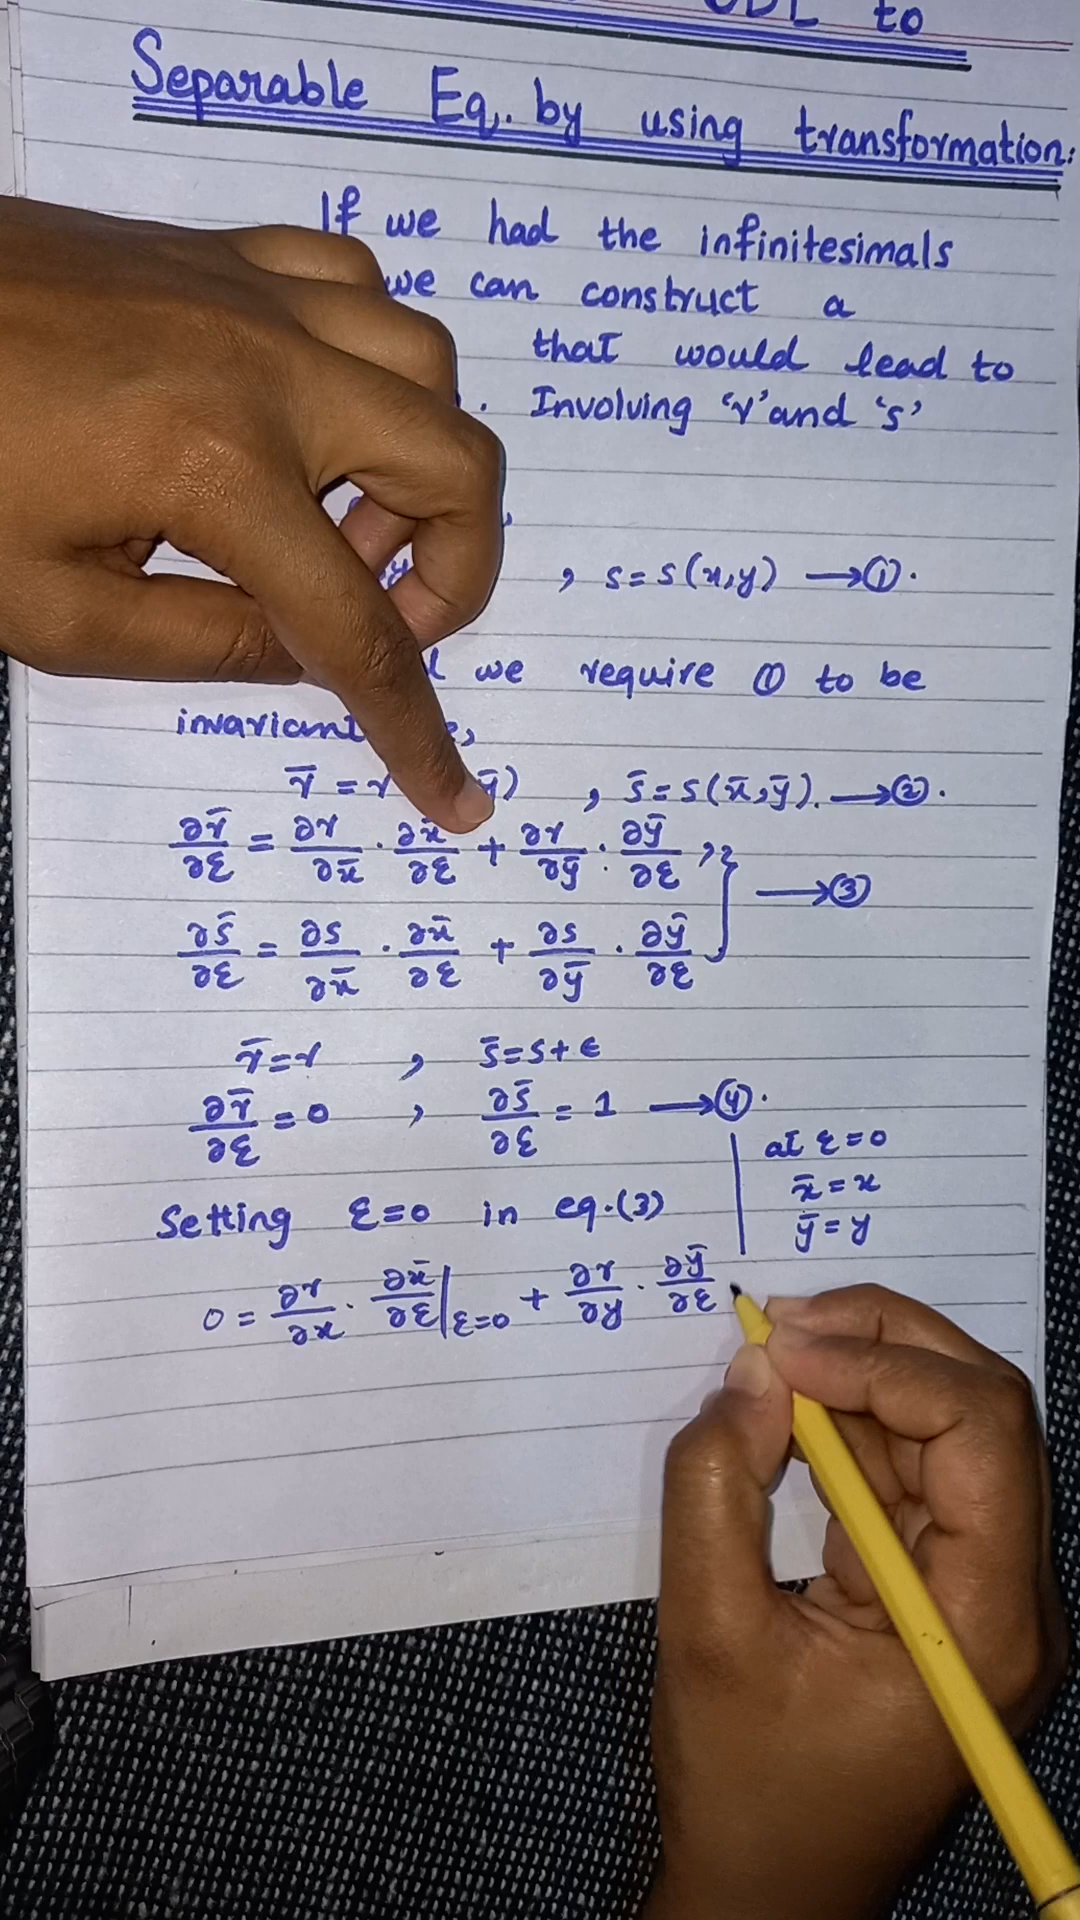 ODE to
Separable Eq. by using transformation:
If we had the infinitesimals
we can construct a
that would lead to
. Involving 'r' and 's'
, s = s(x,y) → ①.
we require ① to be
invariant
r̄ = r ȳ) , s̄ = s(x̄,ȳ). → ②.
∂r̄/∂ε = ∂r/∂x̄ . ∂x̄/∂ε + ∂r/∂ȳ . ∂ȳ/∂ε , } → ③
∂s̄/∂ε = ∂s/∂x̄ . ∂x̄/∂ε + ∂s/∂ȳ . ∂ȳ/∂ε
r̄ = r , s̄ = s + ε
∂r̄/∂ε = 0 , ∂s̄/∂ε = 1 → ④.
Setting ε=0 in eq.(3)
at ε=0
x̄ = x
ȳ = y
0 = ∂r/∂x . ∂x̄/∂ε |ε=0 + ∂r/∂y . ∂ȳ/∂ε